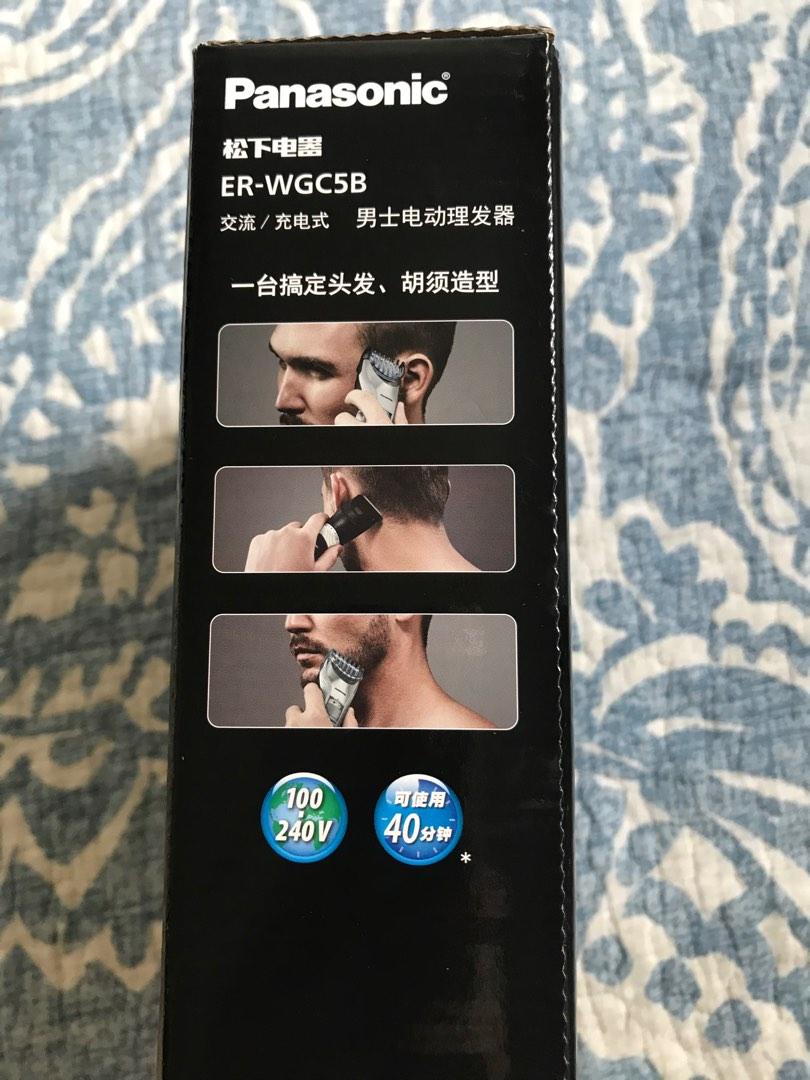 Panasonic®
松下电器
ER-WGC5B
交流/充电式 男士电动理发器
一台搞定头发、胡须造型
100
-
240V
可使用
40分钟
*